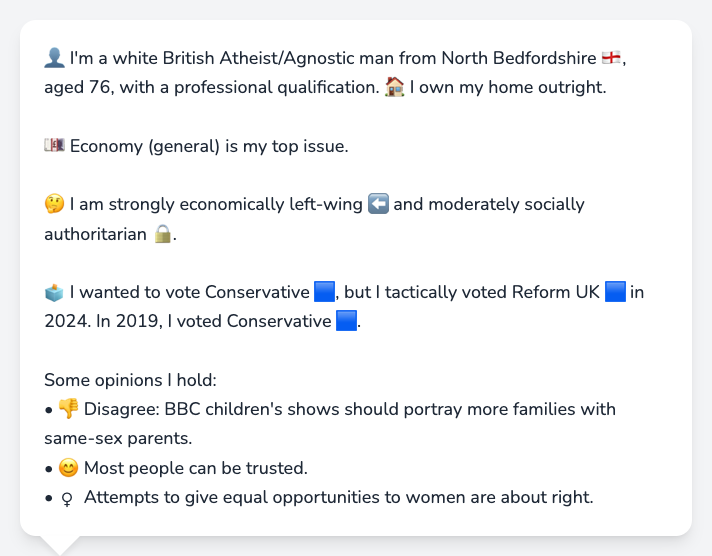 👤 I'm a white British Atheist/Agnostic man from North Bedfordshire 🏴󠁧󠁢󠁥󠁮󠁧󠁿,
aged 76, with a professional qualification. 🏠 I own my home outright.
💷 Economy (general) is my top issue.
🤔 I am strongly economically left-wing ⬅️ and moderately socially
authoritarian 🔒.
🗳️ I wanted to vote Conservative 🟦, but I tactically voted Reform UK 🟦 in
2024. In 2019, I voted Conservative 🟦.
Some opinions I hold:
• 👎 Disagree: BBC children's shows should portray more families with
same-sex parents.
• 😊 Most people can be trusted.
• ♀ Attempts to give equal opportunities to women are about right.